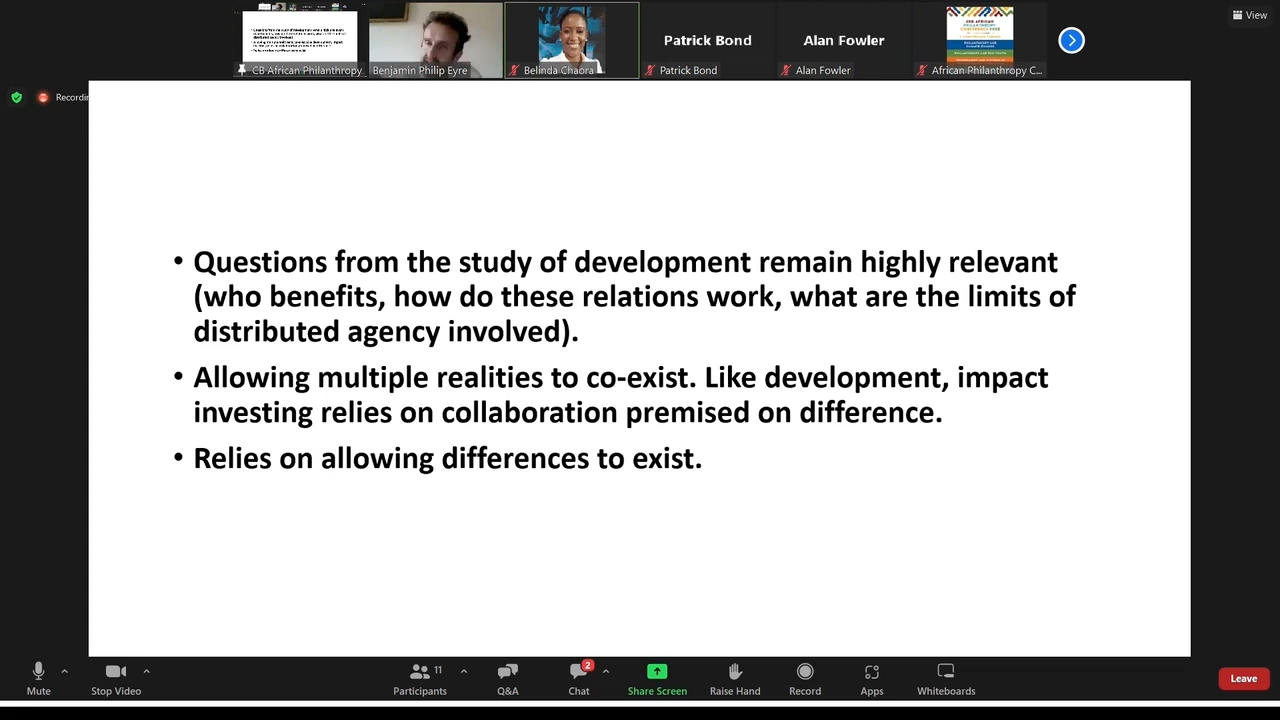 Patrick Bond
Alan Fowler
View
CB African Philanthropy
Benjamin Philip Eyre
Belinda Chaora
Patrick Bond
Alan Fowler
African Philanthropy C...
Recordin
• Questions from the study of development remain highly relevant
(who benefits, how do these relations work, what are the limits of
distributed agency involved).
• Allowing multiple realities to co-exist. Like development, impact
investing relies on collaboration premised on difference.
• Relies on allowing differences to exist.
11
2
Mute
Stop Video
Participants
Q&A
Chat
Share Screen
Raise Hand
Record
Apps
Whiteboards
Leave